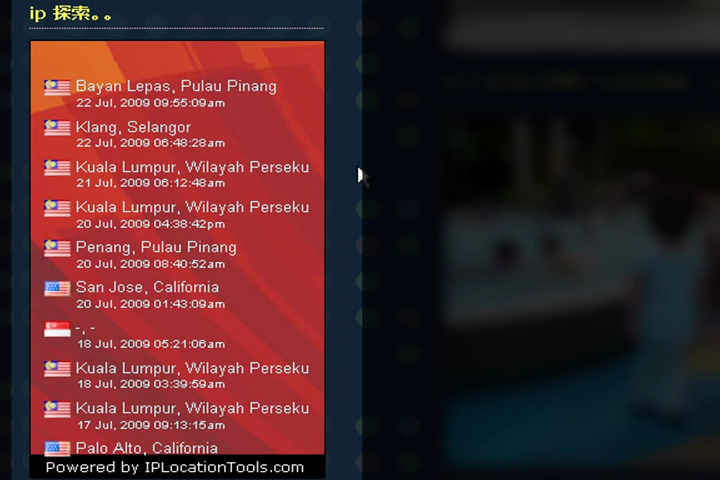 ip 探索。。
Bayan Lepas, Pulau Pinang
22 Jul, 2009 09:55:09am
Klang, Selangor
22 Jul, 2009 06:48:28am
Kuala Lumpur, Wilayah Perseku
21 Jul, 2009 06:12:48am
Kuala Lumpur, Wilayah Perseku
20 Jul, 2009 04:38:42pm
Penang, Pulau Pinang
20 Jul, 2009 08:40:52am
San Jose, California
20 Jul, 2009 01:43:09am
-, -
18 Jul, 2009 05:21:06am
Kuala Lumpur, Wilayah Perseku
18 Jul, 2009 03:39:59am
Kuala Lumpur, Wilayah Perseku
17 Jul, 2009 09:13:15am
Palo Alto, California
Powered by IPLocationTools.com